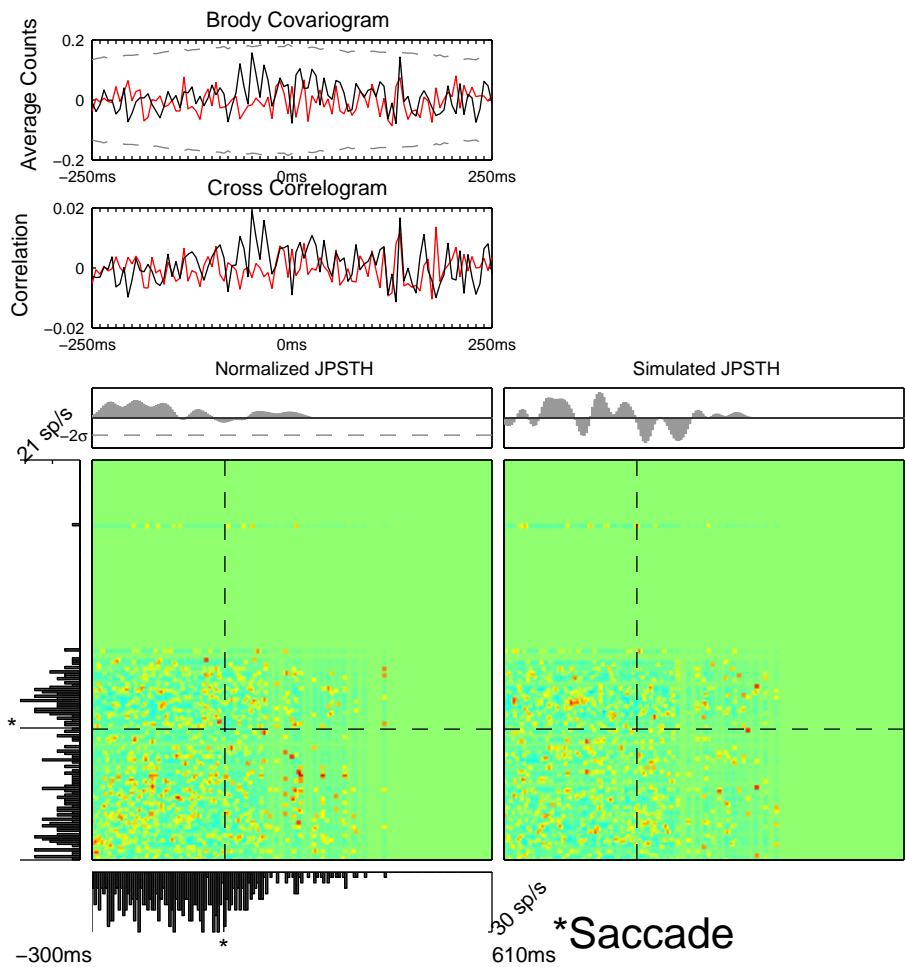 Brody Covariogram
Average Counts
0.2
0
−0.2
−250ms
0ms
250ms
Cross Correlogram
Correlation
0.02
0
−0.02
−250ms
0ms
250ms
Normalized JPSTH
Simulated JPSTH
21 sp/s
−2σ
*
*
30 sp/s
*Saccade
−300ms
610ms